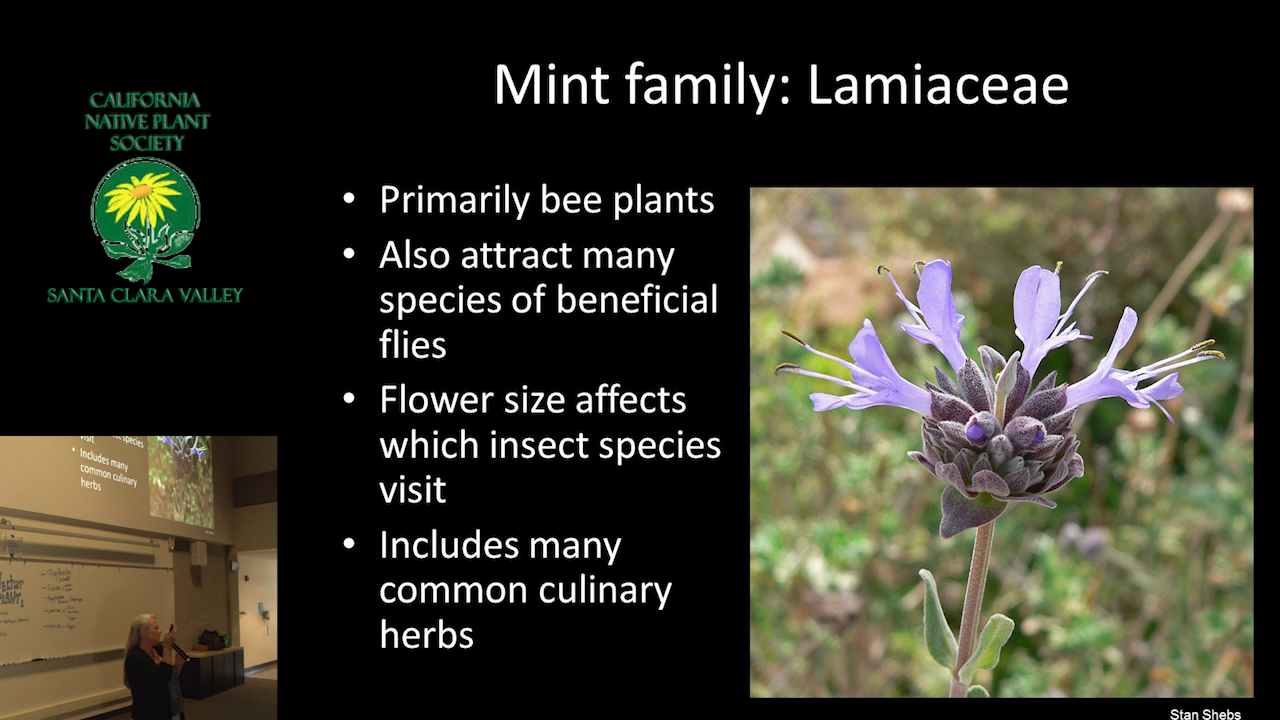 Mint family: Lamiaceae
CALIFORNIA
NATIVE PLANT
SOCIETY
SANTA CLARA VALLEY
• Primarily bee plants
• Also attract many
species of beneficial
flies
• Flower size affects
which insect species
visit
• Includes many
common culinary
herbs
Stan Shebs
visit
species
• Includes many
common culinary
herbs